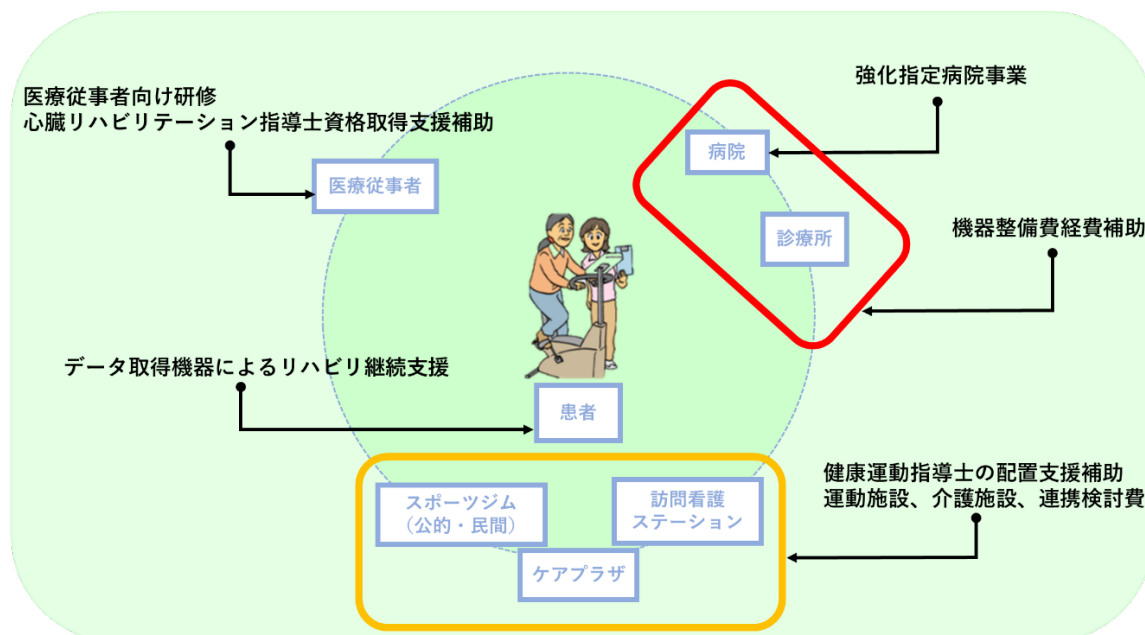 医療従事者向け研修
心臓リハビリテーション指導士資格取得支援補助
医療従事者
強化指定病院事業
病院
診療所
機器整備費経費補助
データ取得機器によるリハビリ継続支援
患者
スポーツジム
(公的・民間)
訪問看護
ステーション
ケアプラザ
健康運動指導士の配置支援補助
運動施設、介護施設、連携検討費